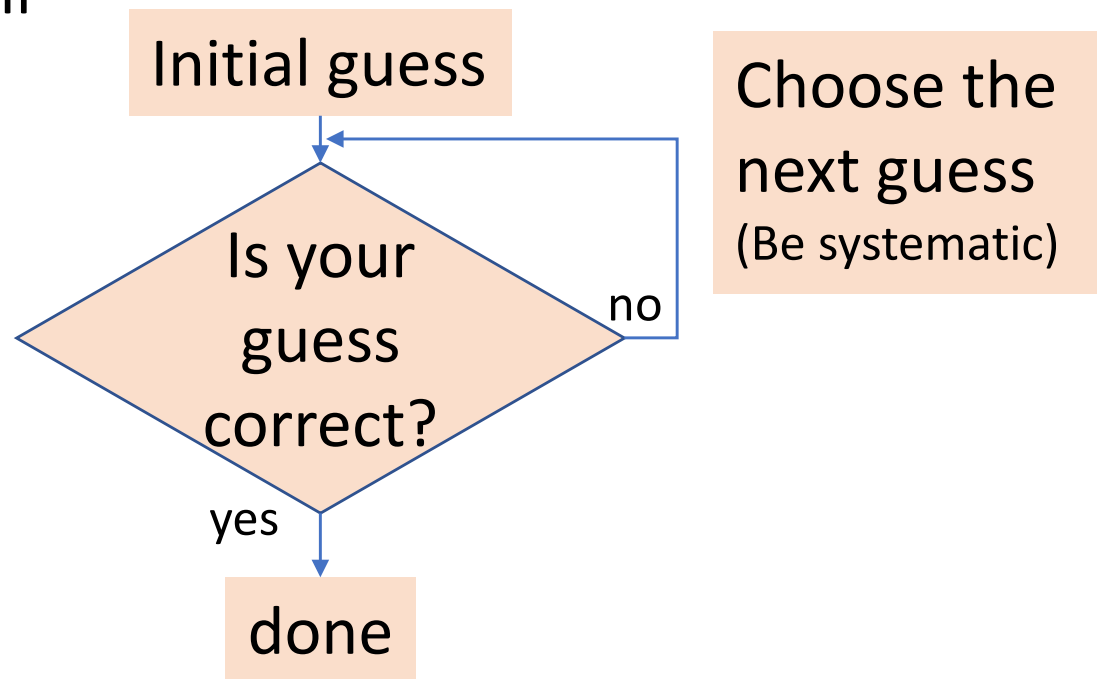 Initial guess
Choose the
next guess
(Be systematic)
Is your
guess
correct?
no
yes
done